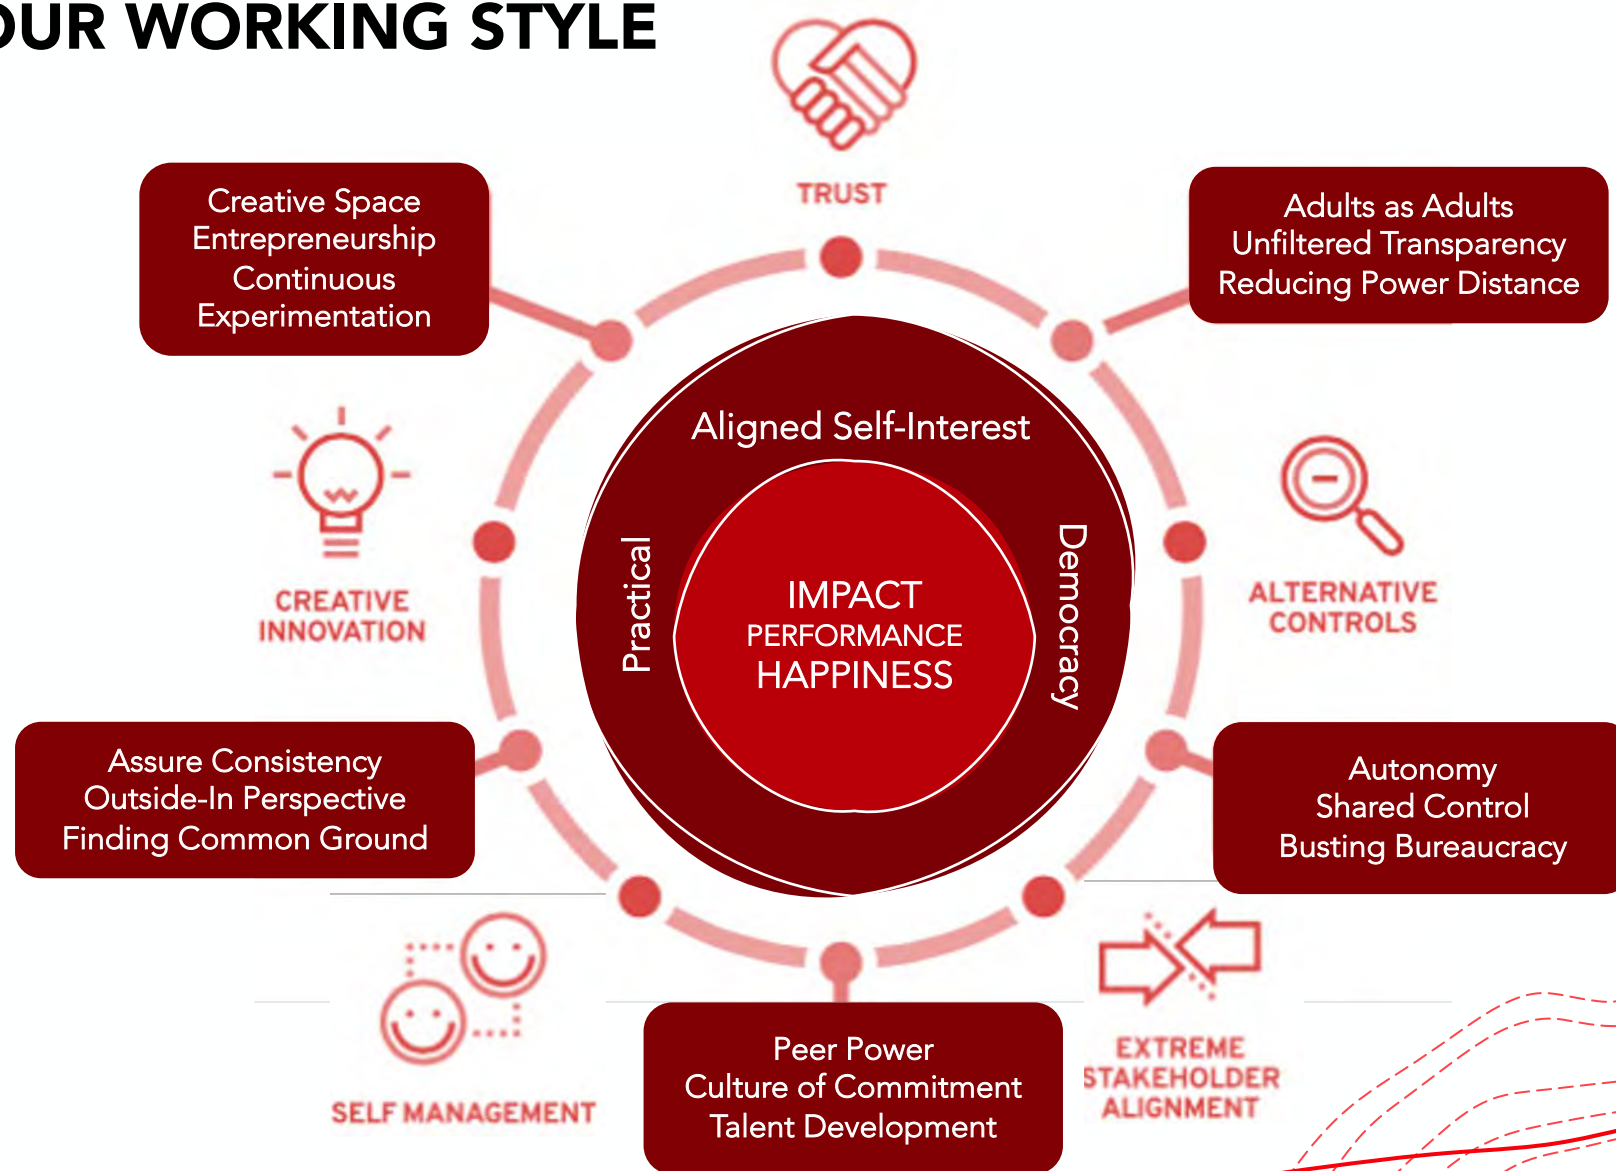 OUR WORKING STYLE
TRUST
Creative Space
Entrepreneurship
Continuous
Experimentation
Adults as Adults
Unfiltered Transparency
Reducing Power Distance
Aligned Self-Interest
Practical
Democracy
IMPACT
PERFORMANCE
HAPPINESS
CREATIVE
INNOVATION
ALTERNATIVE
CONTROLS
Assure Consistency
Outside-In Perspective
Finding Common Ground
Autonomy
Shared Control
Busting Bureaucracy
SELF MANAGEMENT
Peer Power
Culture of Commitment
Talent Development
EXTREME
STAKEHOLDER
ALIGNMENT